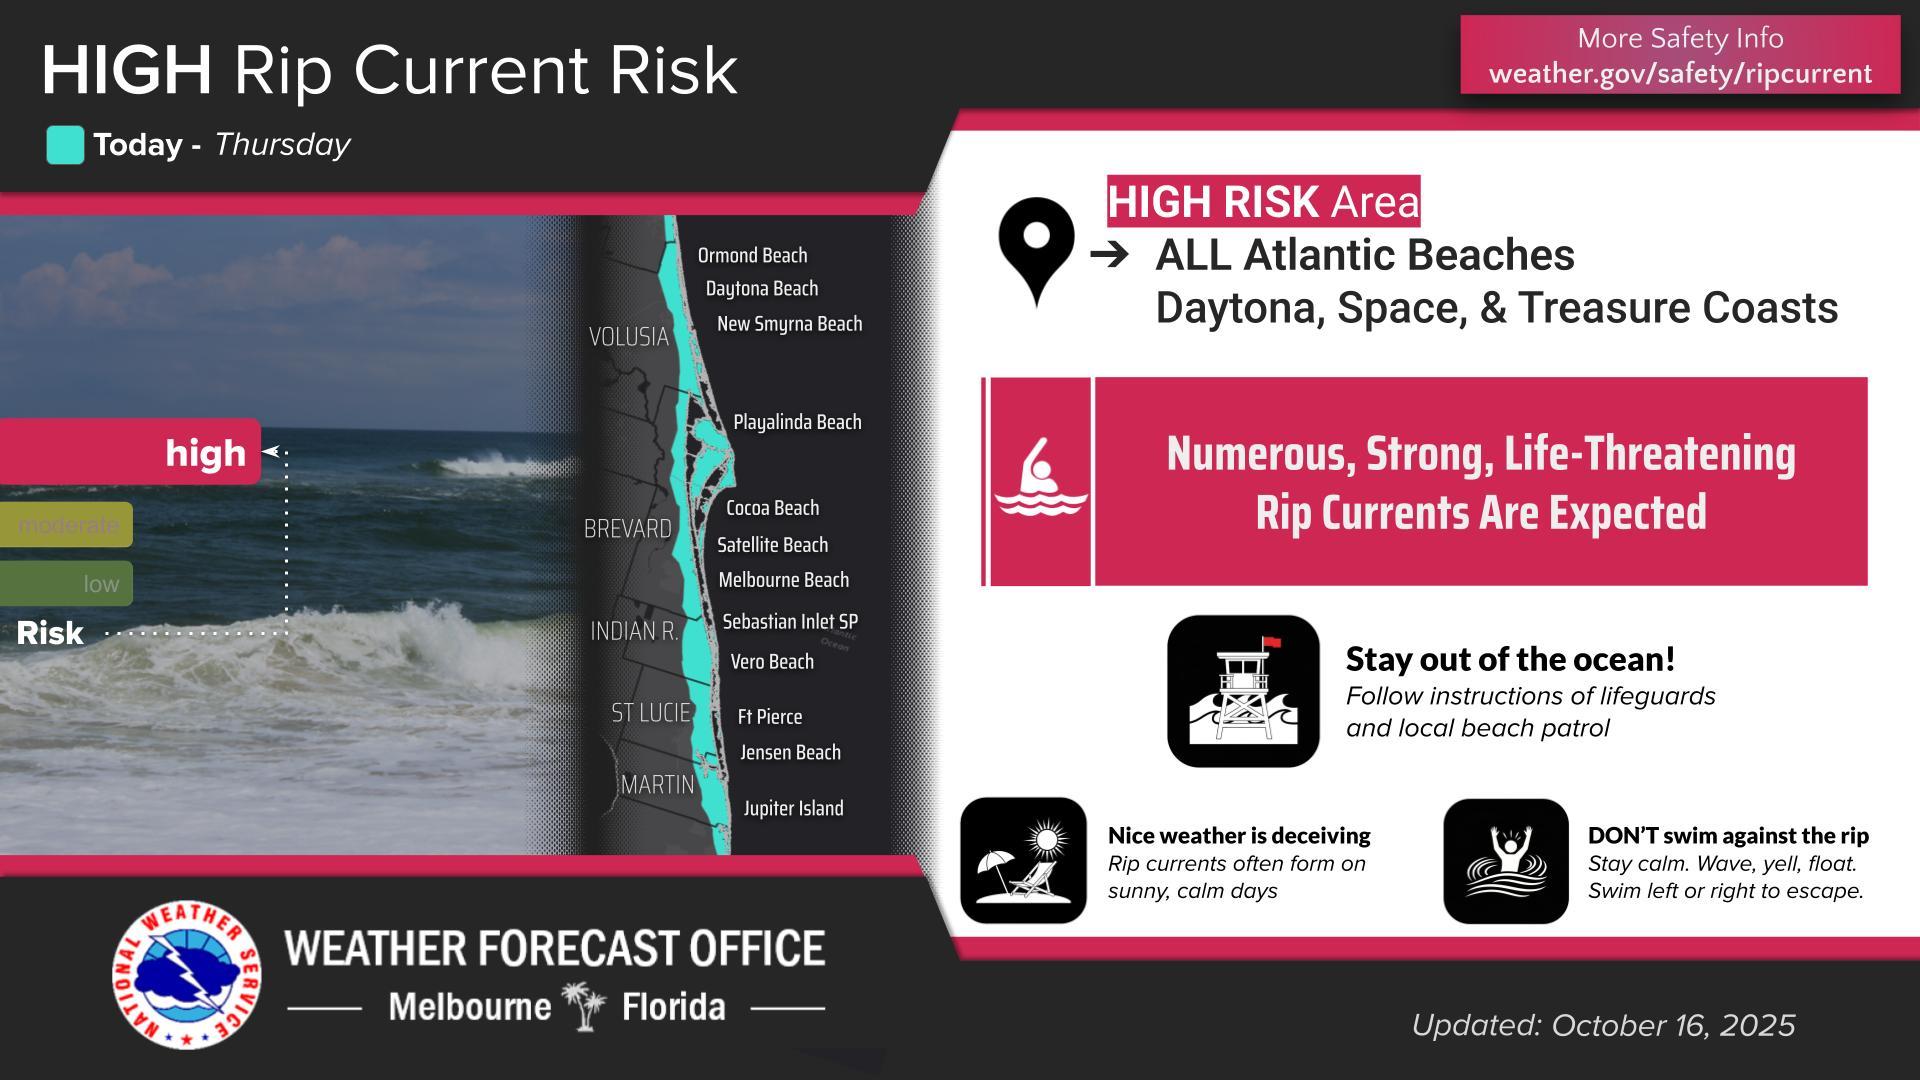 HIGH Rip Current Risk
Today - Thursday
More Safety Info
weather.gov/safety/ripcurrent
high
moderate
low
Risk
Ormond Beach
Daytona Beach
New Smyrna Beach
VOLUSIA
Playalinda Beach
Cocoa Beach
BREVARD
Satellite Beach
Melbourne Beach
Sebastian Inlet SP
INDIAN R.
Ocean
Vero Beach
ST LUCIE
Ft Pierce
Jensen Beach
MARTIN
Jupiter Island
HIGH RISK Area
➔ ALL Atlantic Beaches
Daytona, Space, & Treasure Coasts
Numerous, Strong, Life-Threatening
Rip Currents Are Expected
Stay out of the ocean!
Follow instructions of lifeguards
and local beach patrol
Nice weather is deceiving
Rip currents often form on
sunny, calm days
DON'T swim against the rip
Stay calm. Wave, yell, float.
Swim left or right to escape.
NATIONAL WEATHER SERVICE
WEATHER FORECAST OFFICE
Melbourne Florida
Updated: October 16, 2025